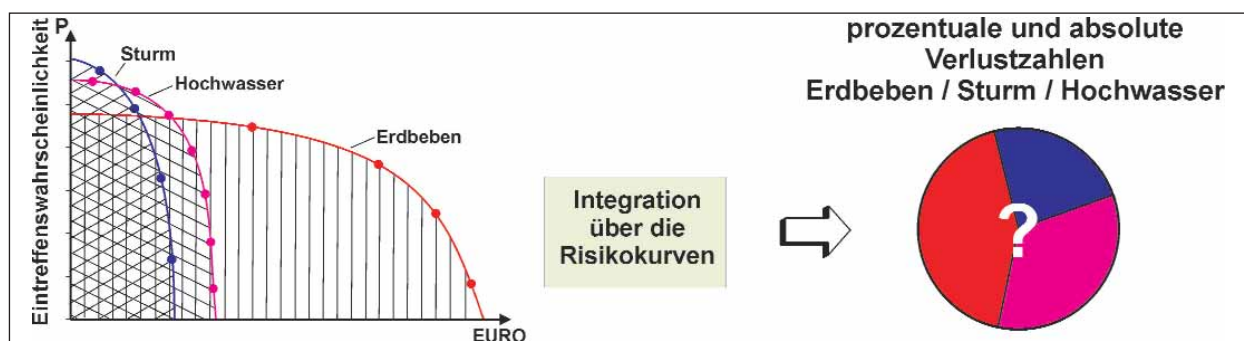 Eintreffenswahrscheinlichkeit
P
Sturm
Hochwasser
Erdbeben
EURO
Integration
über die
Risikokurven
prozentuale und absolute
Verlustzahlen
Erdbeben / Sturm / Hochwasser
?